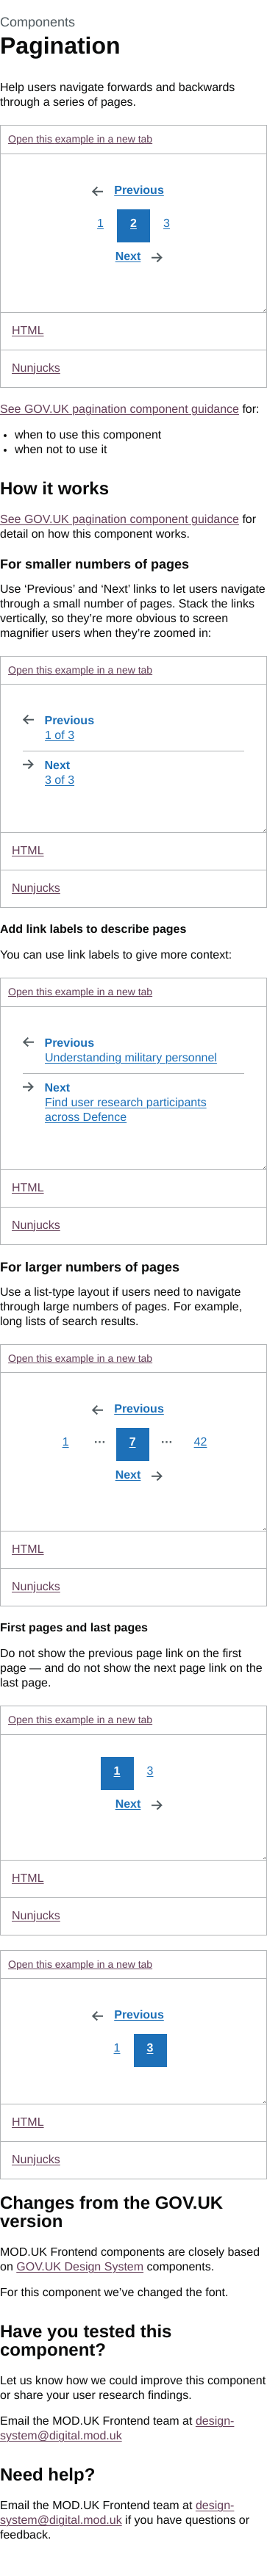 Components
Pagination
Help users navigate forwards and backwards
through a series of pages.
Open this example in a new tab
Previous
1 2 3
Next
HTML
Nunjucks
See GOV.UK pagination component guidance for:
• when to use this component
• when not to use it
How it works
See GOV.UK pagination component guidance for
detail on how this component works.
For smaller numbers of pages
Use ‘Previous’ and ‘Next’ links to let users navigate
through a small number of pages. Stack the links
vertically, so they’re more obvious to screen
magnifier users when they’re zoomed in:
Open this example in a new tab
Previous
1 of 3
Next
3 of 3
HTML
Nunjucks
Add link labels to describe pages
You can use link labels to give more context:
Open this example in a new tab
Previous
Understanding military personnel
Next
Find user research participants
across Defence
HTML
Nunjucks
For larger numbers of pages
Use a list-type layout if users need to navigate
through large numbers of pages. For example,
long lists of search results.
Open this example in a new tab
Previous
1 ⋯ 7 ⋯ 42
Next
HTML
Nunjucks
First pages and last pages
Do not show the previous page link on the first
page — and do not show the next page link on the
last page.
Open this example in a new tab
1 3
Next
HTML
Nunjucks
Open this example in a new tab
Previous
1 3
HTML
Nunjucks
Changes from the GOV.UK
version
MOD.UK Frontend components are closely based
on GOV.UK Design System components.
For this component we’ve changed the font.
Have you tested this
component?
Let us know how we could improve this component
or share your user research findings.
Email the MOD.UK Frontend team at design-
system@digital.mod.uk
Need help?
Email the MOD.UK Frontend team at design-
system@digital.mod.uk if you have questions or
feedback.